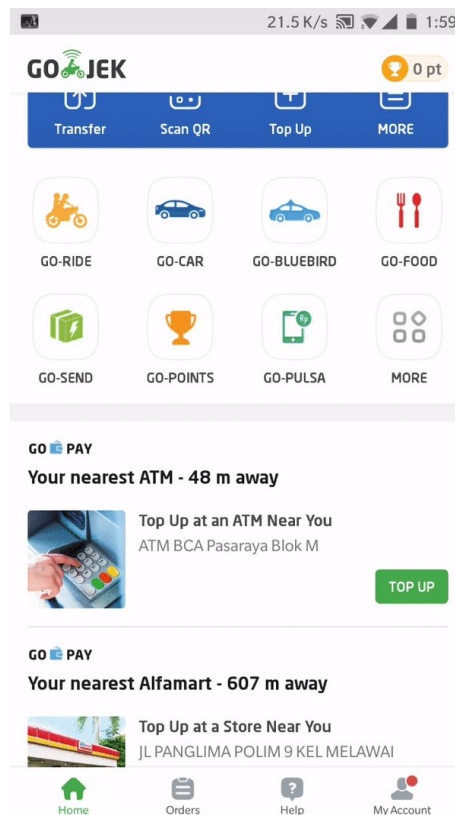 21.5 K/s 1:59
GO JEK
0 pt
Transfer Scan QR Top Up MORE
GO-RIDE GO-CAR GO-BLUEBIRD GO-FOOD
Hp
GO-SEND GO-POINTS GO-PULSA MORE
GO PAY
Your nearest ATM - 48 m away
Top Up at an ATM Near You
ATM BCA Pasaraya Blok M
TOP UP
GO PAY
Your nearest Alfamart - 607 m away
Top Up at a Store Near You
JL PANGLIMA POLIM 9 KEL MELAWAI
Home Orders Help My Account